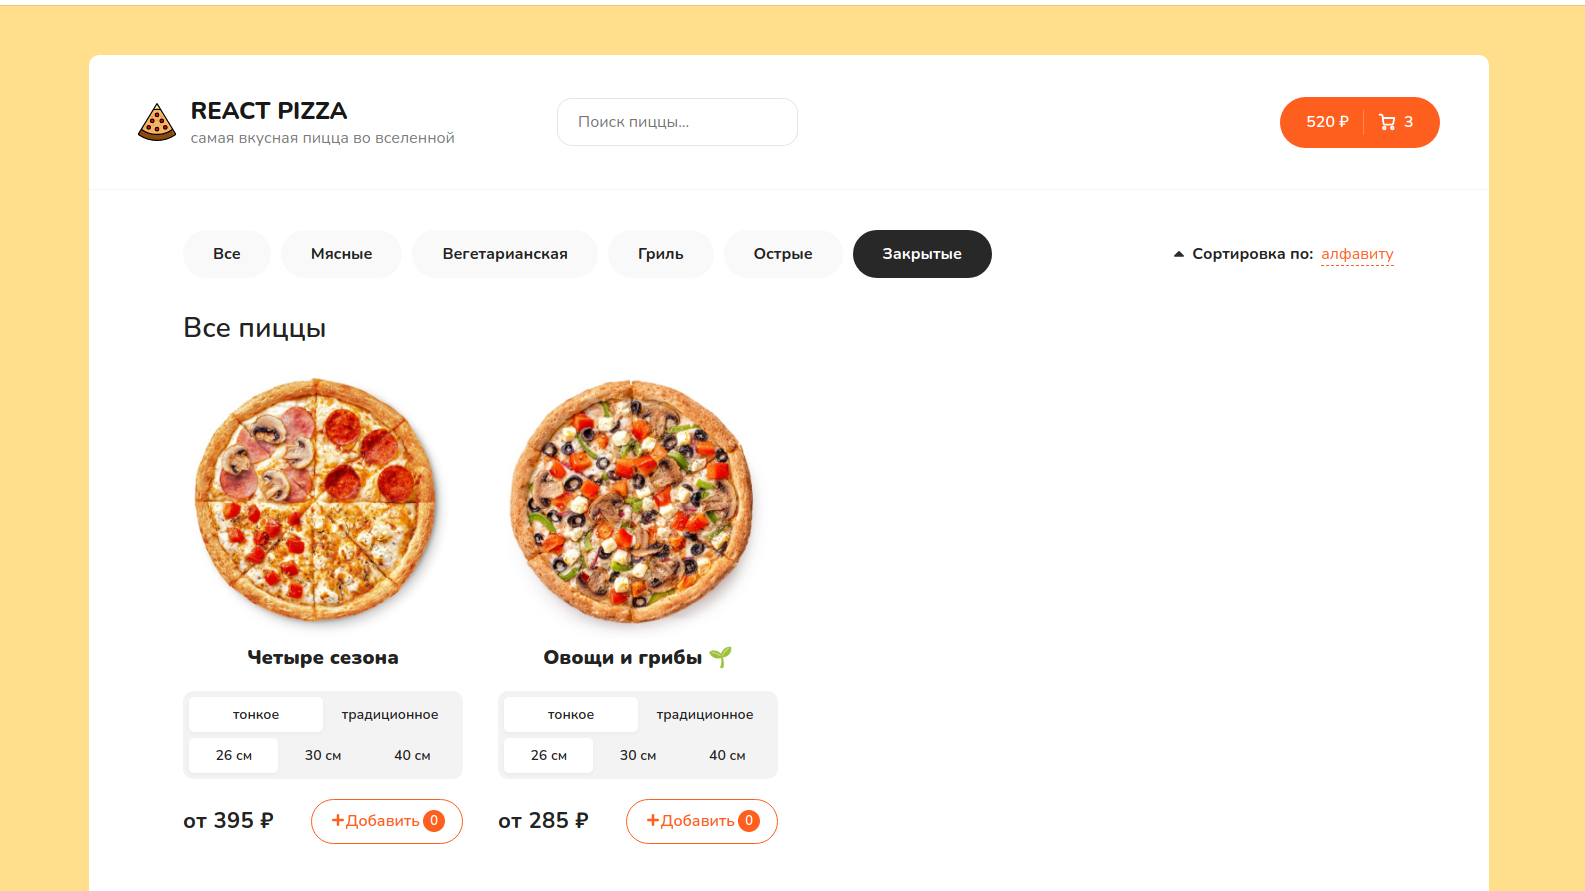 REACT PIZZA
самая вкусная пицца во вселенной
Поиск пиццы...
520 ₽ 3
Все Мясные Вегетарианская Гриль Острые Закрытые Сортировка по: алфавиту
Все пиццы
Четыре сезона
тонкое традиционное
26 см 30 см 40 см
от 395 ₽ +Добавить 0
Овощи и грибы 🌱
тонкое традиционное
26 см 30 см 40 см
от 285 ₽ +Добавить 0